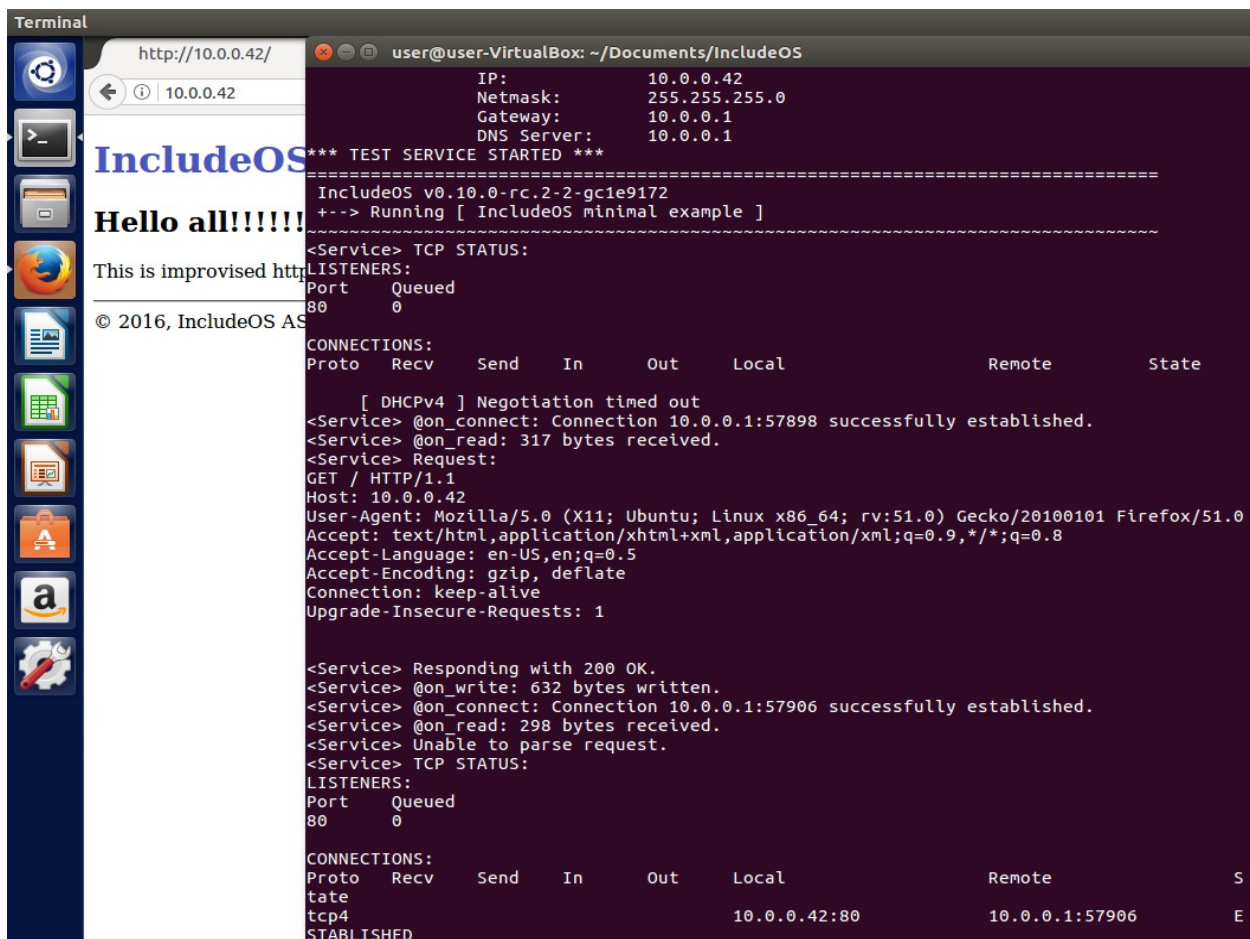 Terminal
http://10.0.0.42/
10.0.0.42
IncludeOS
Hello all!!!!!!
This is improvised http
© 2016, IncludeOS AS
user@user-VirtualBox: ~/Documents/IncludeOS
IP: 10.0.0.42
Netmask: 255.255.255.0
Gateway: 10.0.0.1
DNS Server: 10.0.0.1
*** TEST SERVICE STARTED ***
================================================================================
IncludeOS v0.10.0-rc.2-2-gc1e9172
+--> Running [ IncludeOS minimal example ]
~~~~~~~~~~~~~~~~~~~~~~~~~~~~~~~~~~~~~~~~~~~~~~~~~~~~~~~~~~~~~~~~~~~~~~~~~~~~~~~~
<Service> TCP STATUS:
LISTENERS:
Port Queued
80 0
CONNECTIONS:
Proto Recv Send In Out Local Remote State
[ DHCPv4 ] Negotiation timed out
<Service> @on_connect: Connection 10.0.0.1:57898 successfully established.
<Service> @on_read: 317 bytes received.
<Service> Request:
GET / HTTP/1.1
Host: 10.0.0.42
User-Agent: Mozilla/5.0 (X11; Ubuntu; Linux x86_64; rv:51.0) Gecko/20100101 Firefox/51.0
Accept: text/html,application/xhtml+xml,application/xml;q=0.9,*/*;q=0.8
Accept-Language: en-US,en;q=0.5
Accept-Encoding: gzip, deflate
Connection: keep-alive
Upgrade-Insecure-Requests: 1
<Service> Responding with 200 OK.
<Service> @on_write: 632 bytes written.
<Service> @on_connect: Connection 10.0.0.1:57906 successfully established.
<Service> @on_read: 298 bytes received.
<Service> Unable to parse request.
<Service> TCP STATUS:
LISTENERS:
Port Queued
80 0
CONNECTIONS:
Proto Recv Send In Out Local Remote S
tate
tcp4 10.0.0.42:80 10.0.0.1:57906 E
STABLISHED